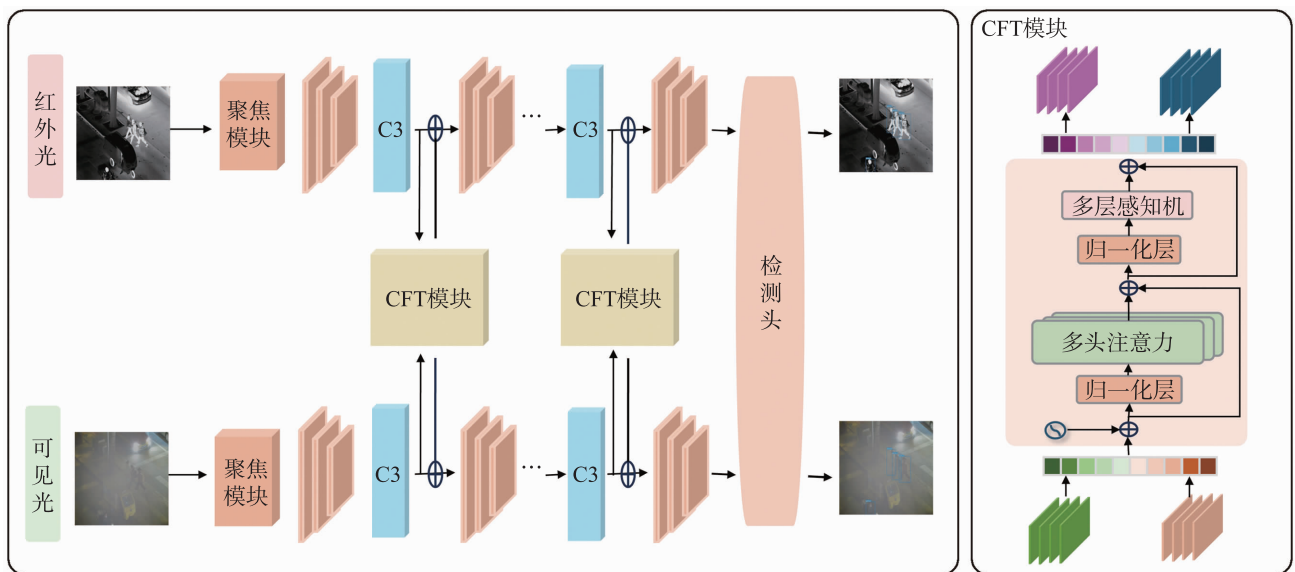 红外光
聚焦
模块
C3
…
C3
CFT模块
CFT模块
检测头
可见光
聚焦
模块
C3
…
C3
CFT模块
多层感知机
归一化层
多头注意力
归一化层